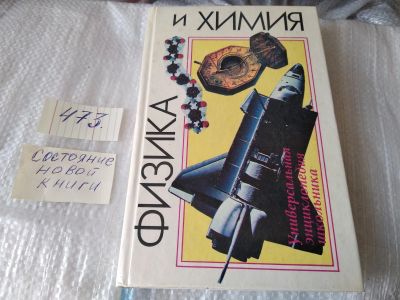 473.
СОСТОЯНИЕ
НОВОЙ
КНИГИ
ФИЗИКА
и ХИМИЯ
Универсальная
энциклопедия
школьника